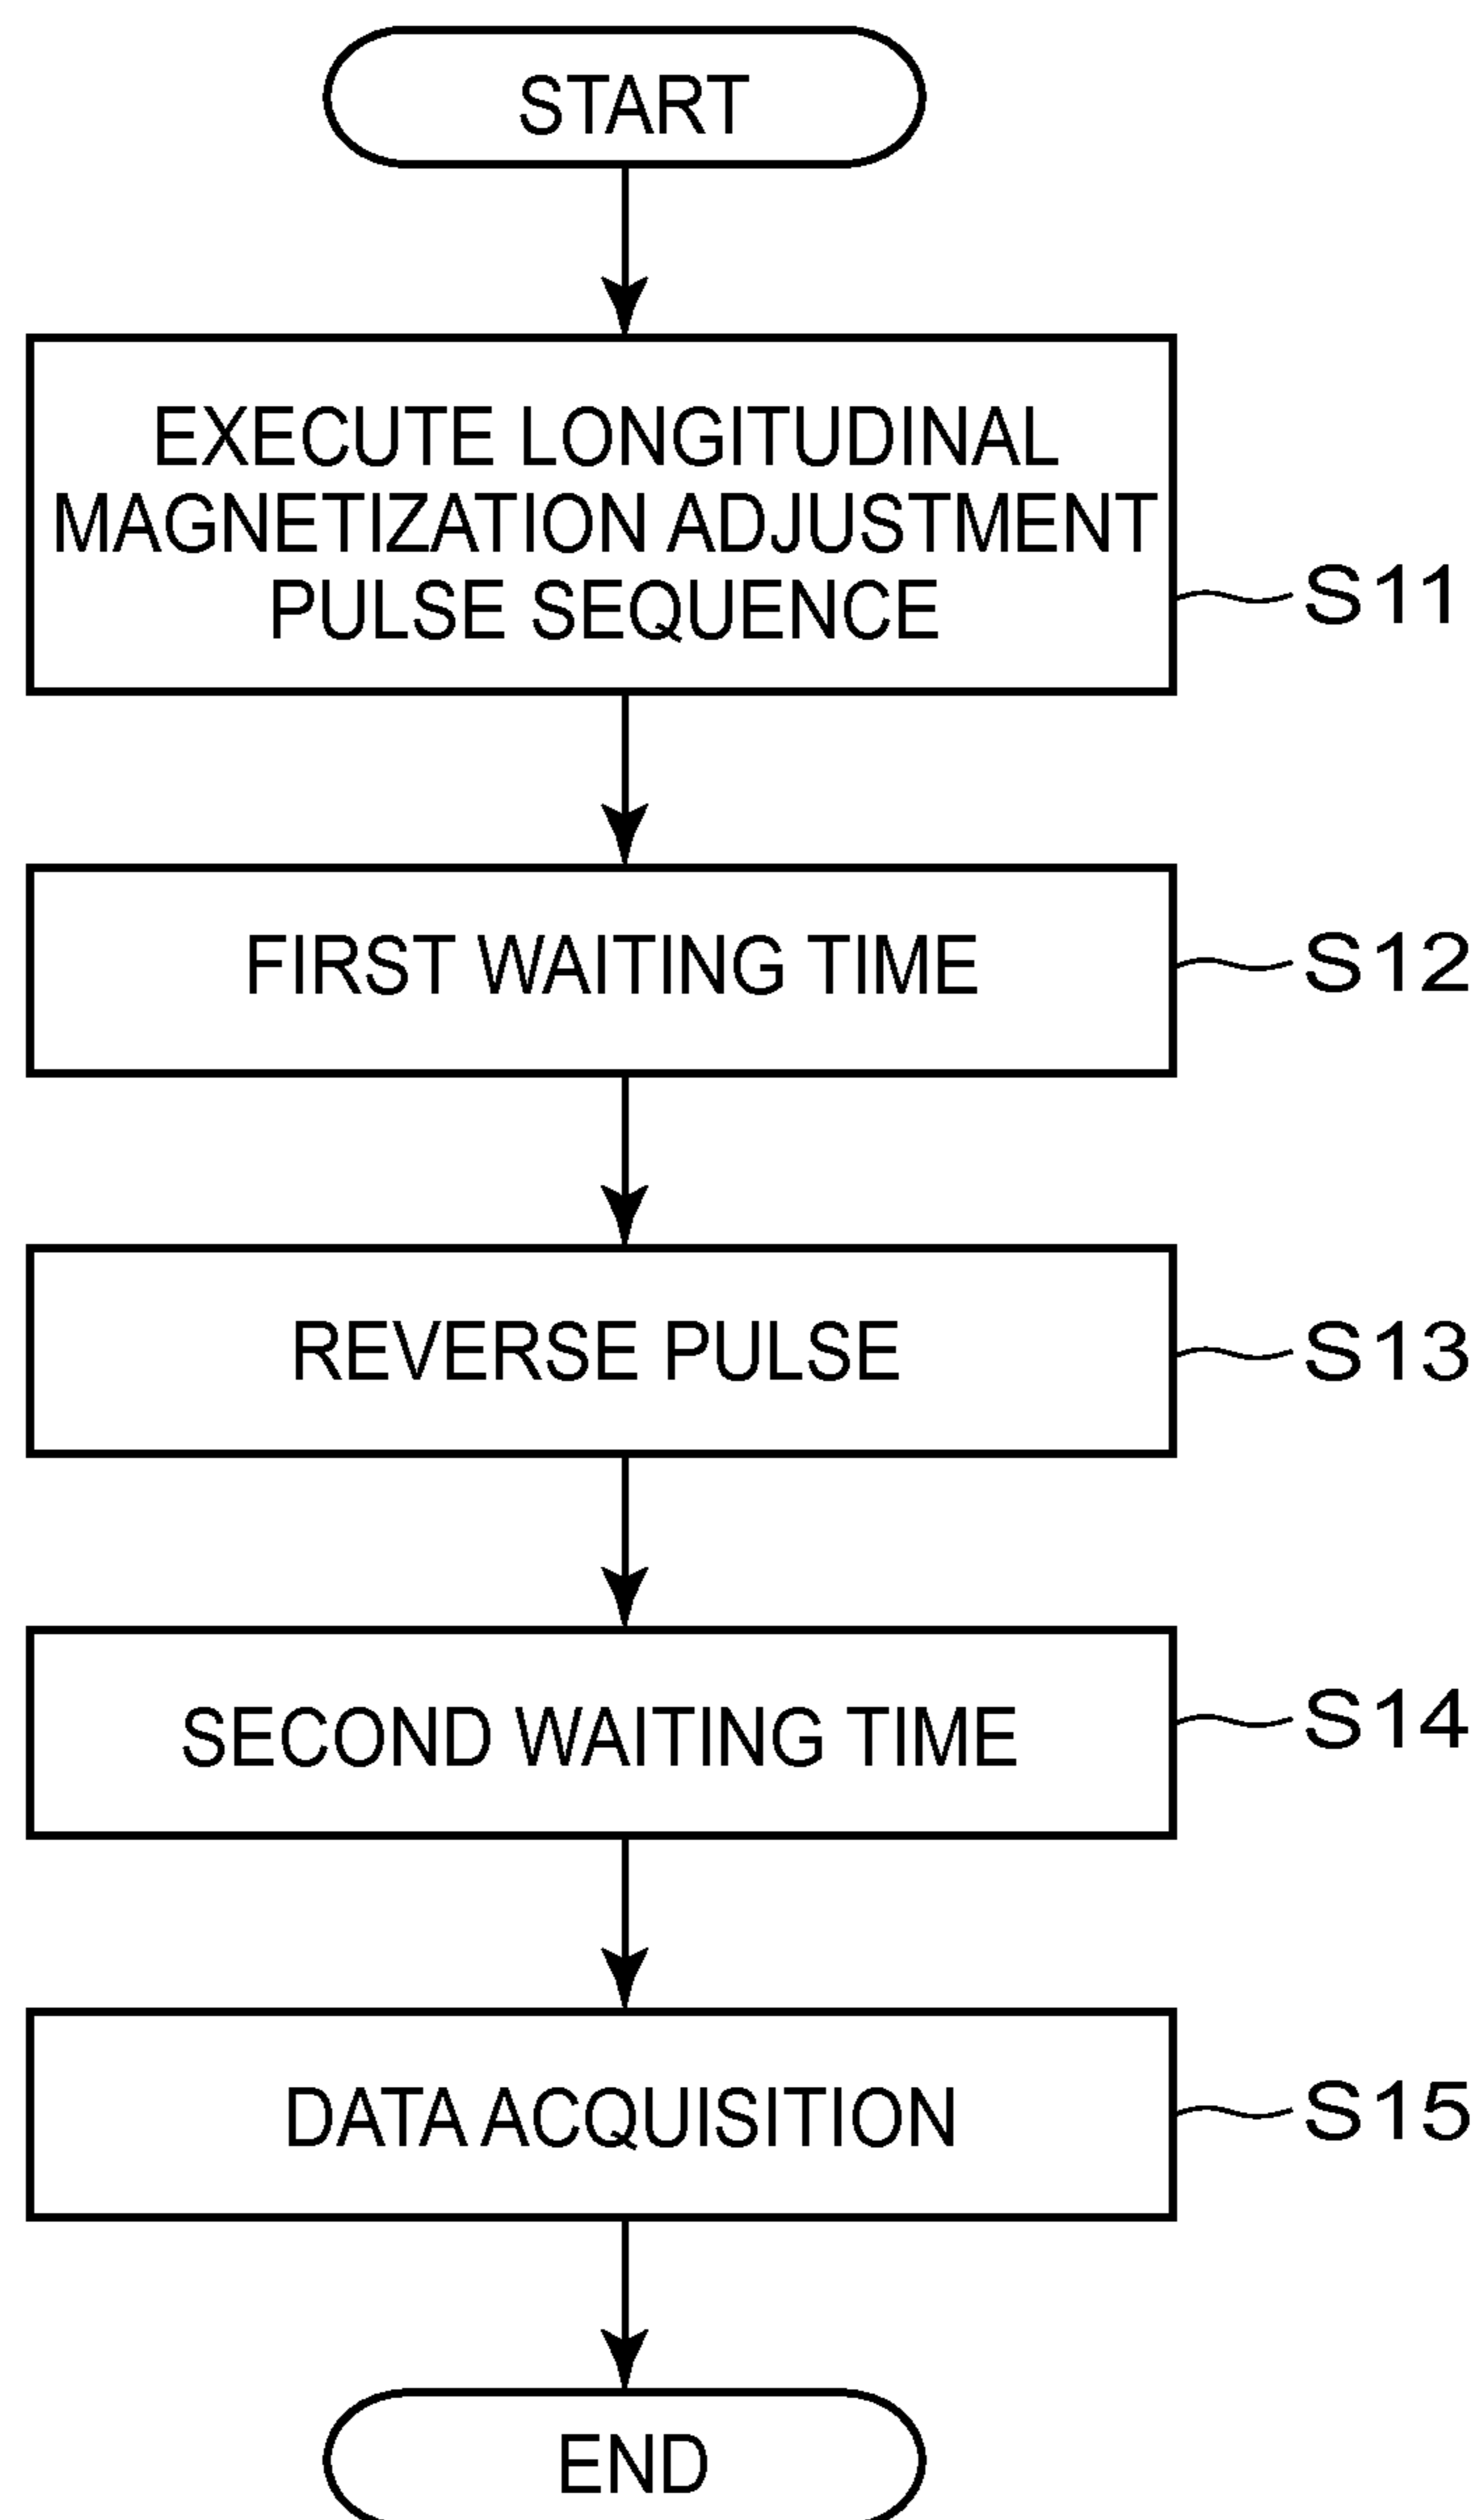 START
EXECUTE LONGITUDINAL
MAGNETIZATION ADJUSTMENT
PULSE SEQUENCE
S11
FIRST WAITING TIME
S12
REVERSE PULSE
S13
SECOND WAITING TIME
S14
DATA ACQUISITION
S15
END